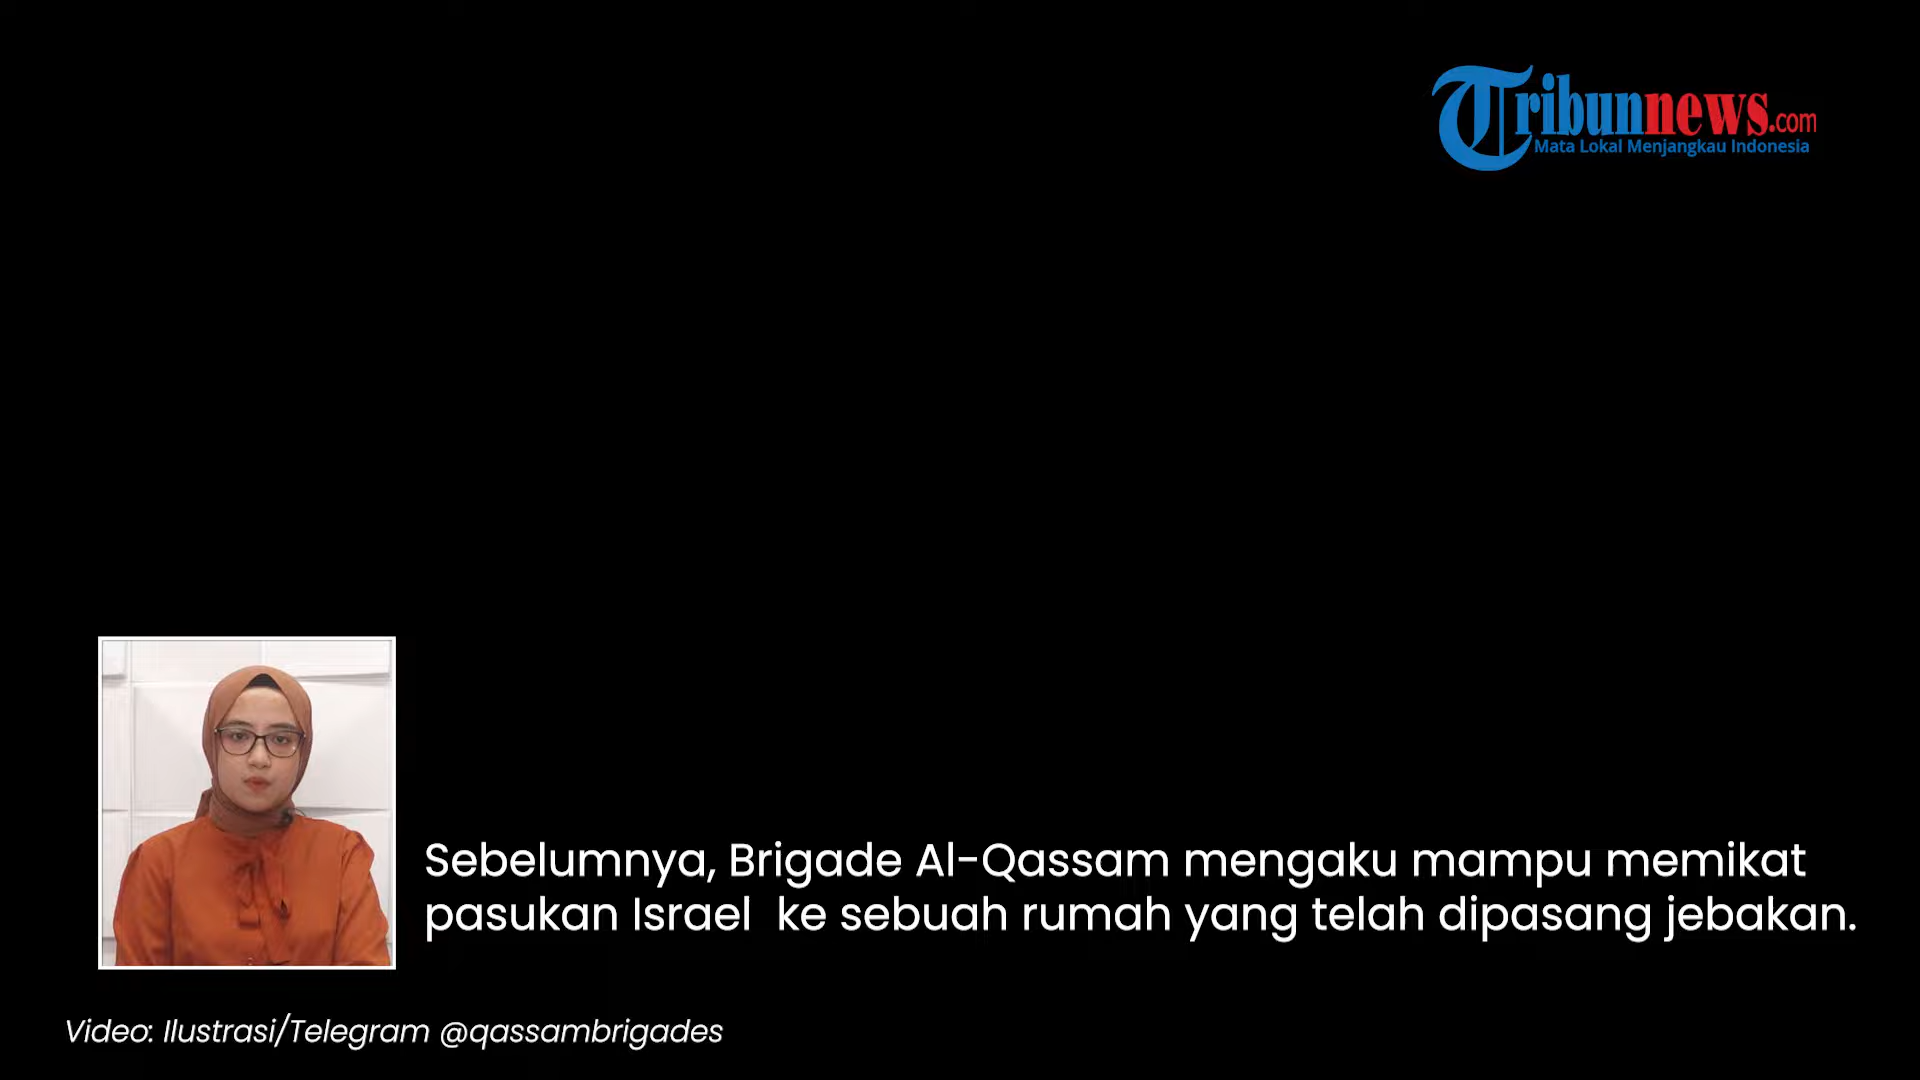 Tribunnews.com
Mata Lokal Menjangkau Indonesia
Sebelumnya, Brigade Al-Qassam mengaku mampu memikat
pasukan Israel  ke sebuah rumah yang telah dipasang jebakan.
Video: Ilustrasi/Telegram @qassambrigades